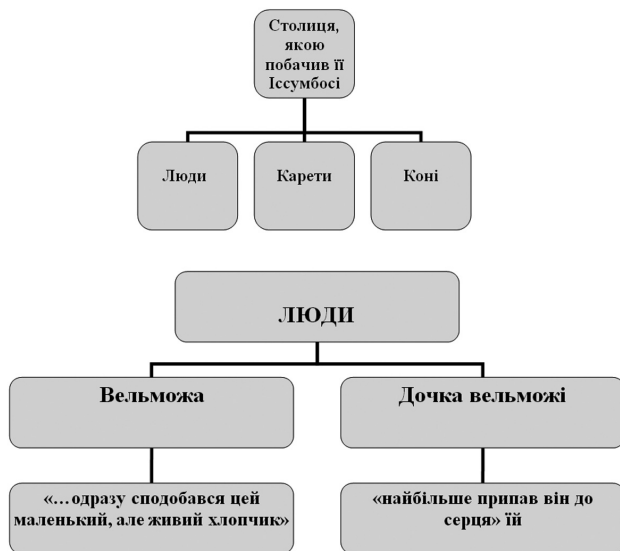 Столиця,
якою
побачив її
Іссумбосі
Люди
Карети
Коні
ЛЮДИ
Вельможа
Дочка вельможі
«…одразу сподобався цей
маленький, але живий хлопчик»
«найбільше припав він до
серця» їй